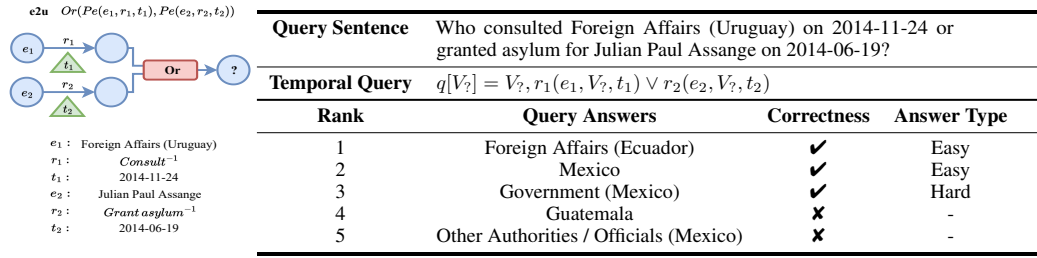 e2u Or(Pe(e₁, r₁, t₁), Pe(e₂, r₂, t₂))
e₁ r₁
t₁
Or ?
e₂ r₂
t₂
e₁ : Foreign Affairs (Uruguay)
r₁ : Consult⁻¹
t₁ : 2014-11-24
e₂ : Julian Paul Assange
r₂ : Grant asylum⁻¹
t₂ : 2014-06-19
Query Sentence Who consulted Foreign Affairs (Uruguay) on 2014-11-24 or
granted asylum for Julian Paul Assange on 2014-06-19?
Temporal Query q[V?] = V?, r₁(e₁, V?, t₁) ∨ r₂(e₂, V?, t₂)
Rank Query Answers Correctness Answer Type
1 Foreign Affairs (Ecuador) ✔ Easy
2 Mexico ✔ Easy
3 Government (Mexico) ✔ Hard
4 Guatemala ✘ -
5 Other Authorities / Officials (Mexico) ✘ -